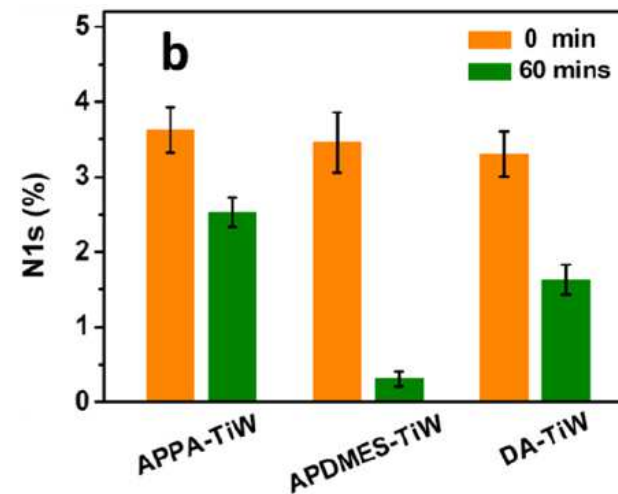 b
0 min
60 mins
N1s (%)
5
4
3
2
1
0
APPA-TiW
APDMES-TiW
DA-TiW